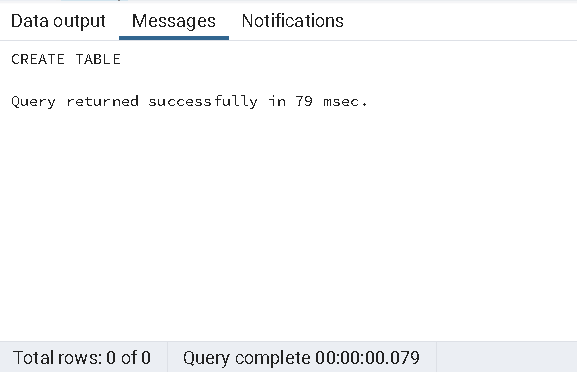 Data output Messages Notifications
CREATE TABLE
Query returned successfully in 79 msec.
Total rows: 0 of 0 Query complete 00:00:00.079